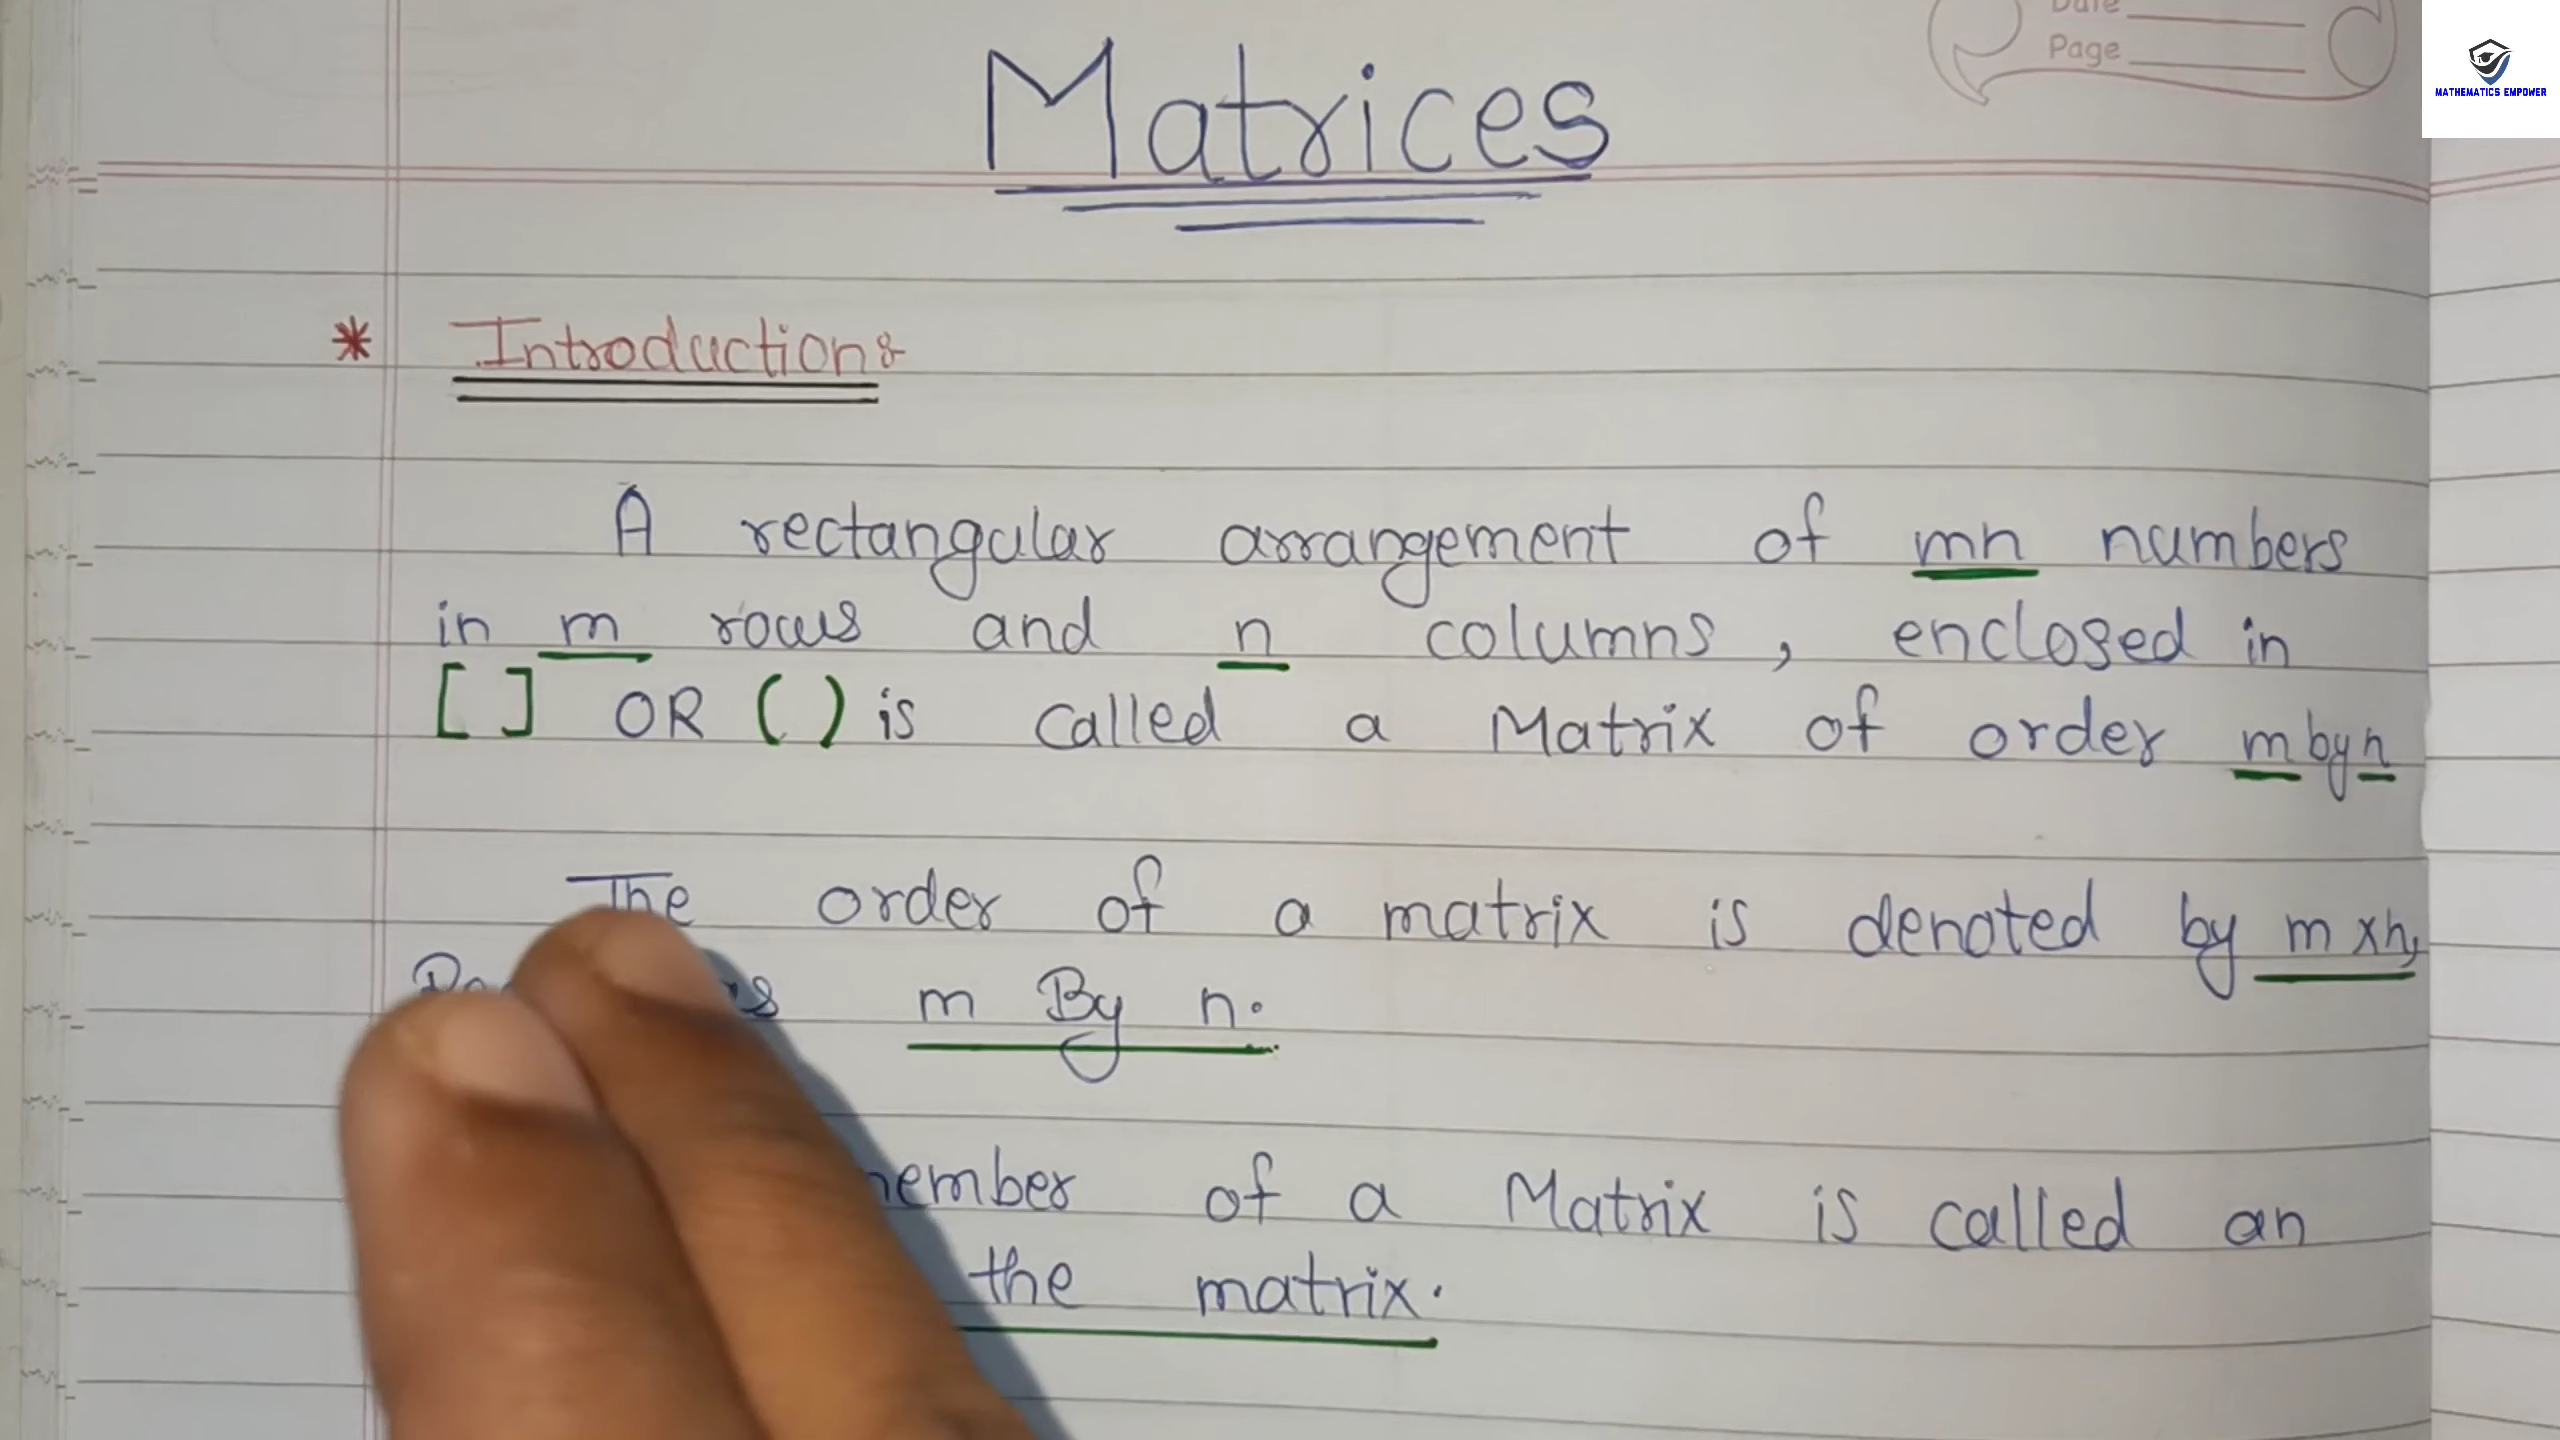 Date
Page
MATHEMATICS EMPOWER
Matrices
* Introduction:-
A rectangular arrangement of mn numbers
in m rows and n columns, enclosed in
[ ] OR ( ) is called a Matrix of order m by n
The order of a matrix is denoted by m x n,
m By n.
of a Matrix is called an
the matrix.